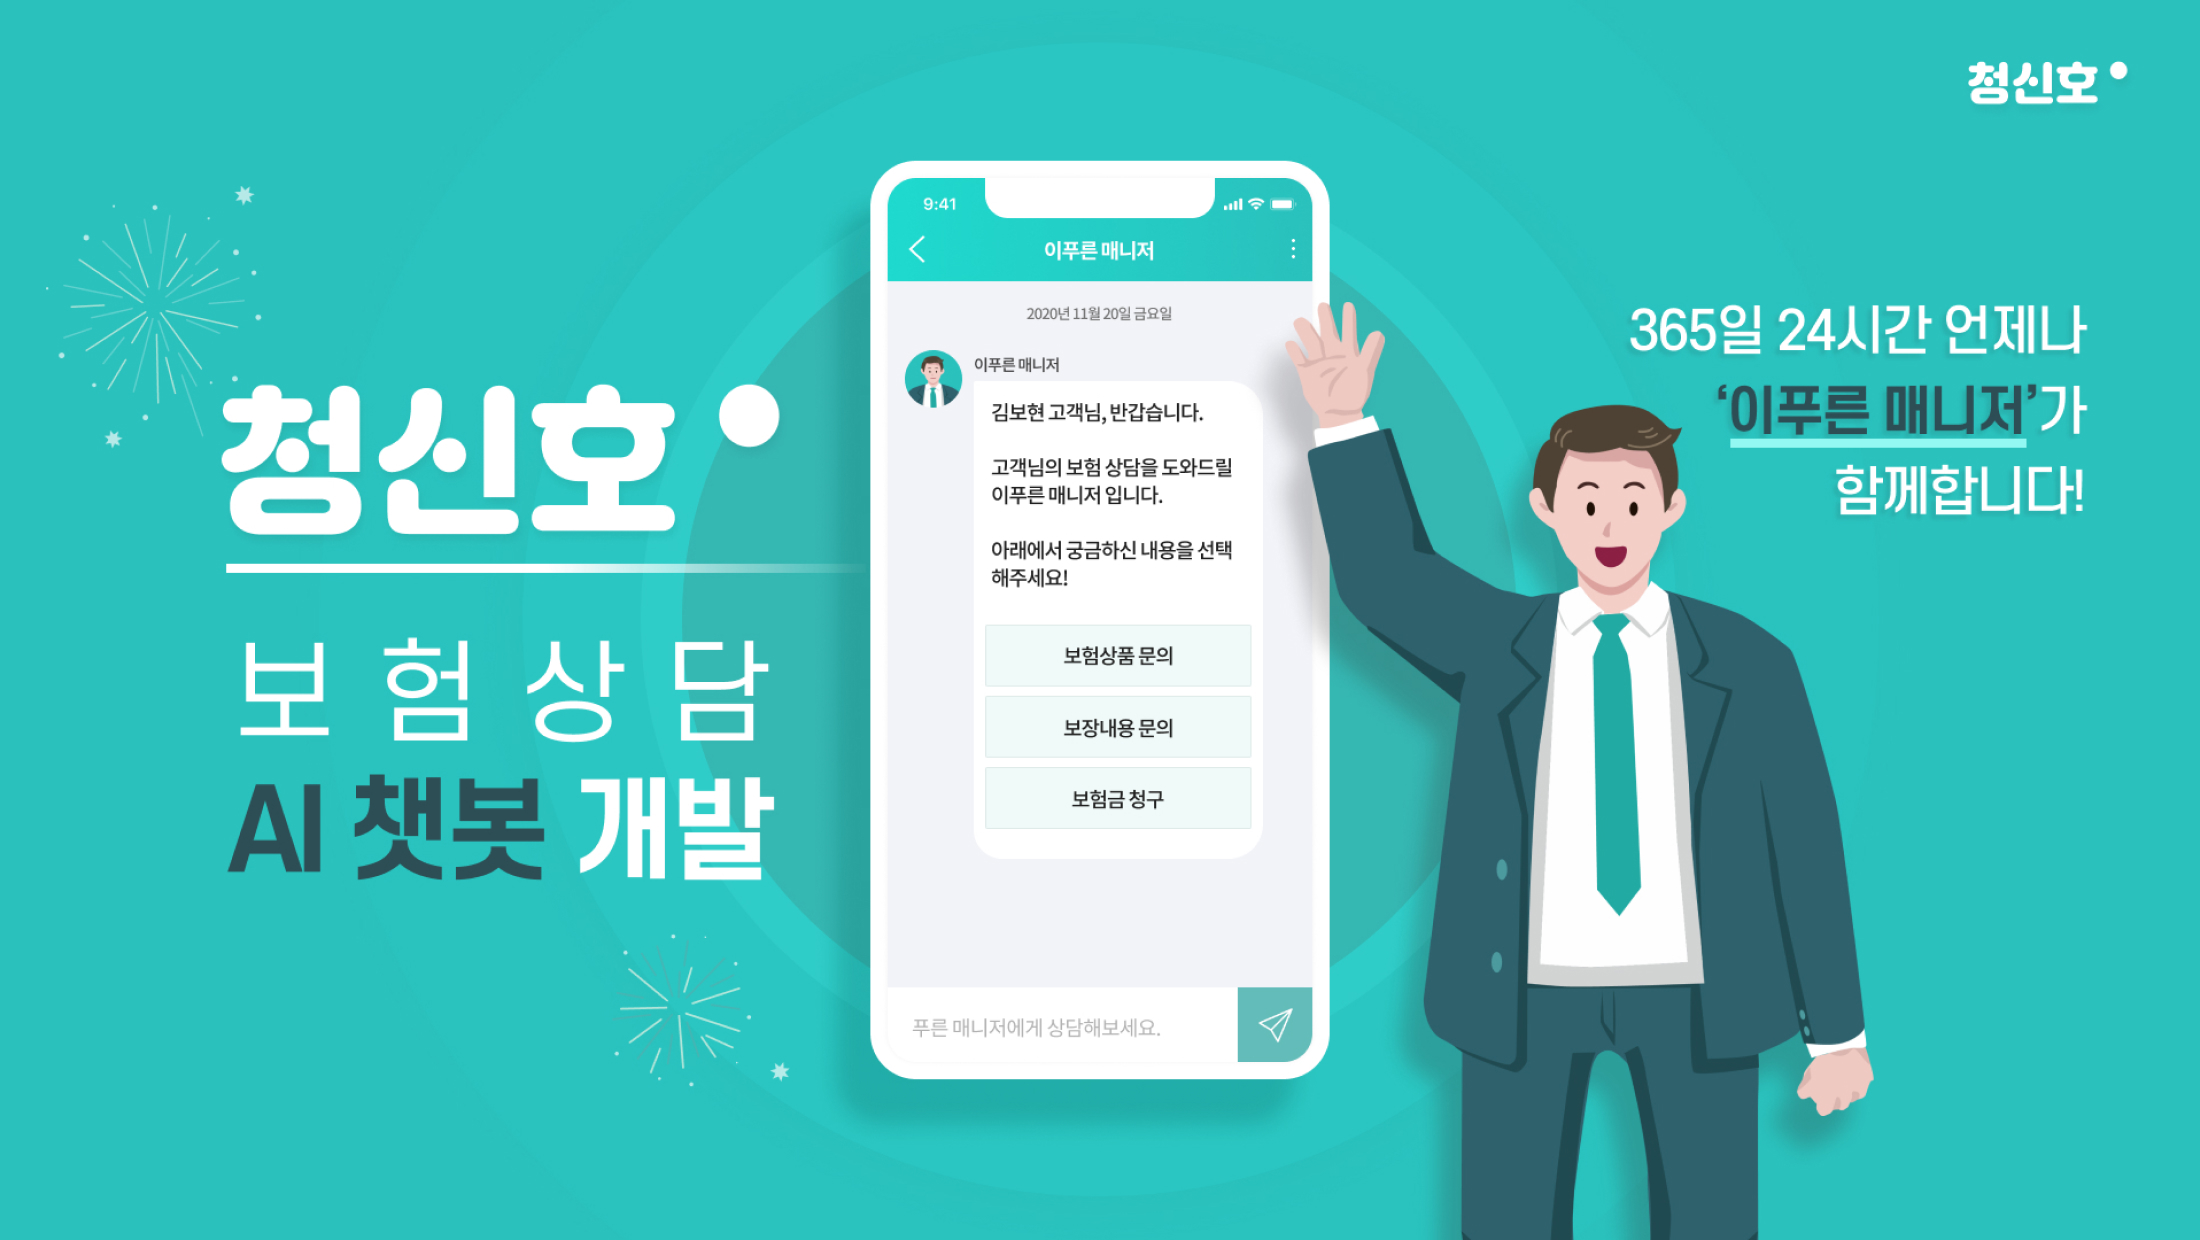 청신호
청신호
보험상담
AI 챗봇 개발
9:41
이푸른 매니저
2020년 11월 20일 금요일
이푸른 매니저
김보현 고객님, 반갑습니다.
고객님의 보험 상담을 도와드릴
이푸른 매니저 입니다.
아래에서 궁금하신 내용을 선택
해주세요!
보험상품 문의
보장내용 문의
보험금 청구
푸른 매니저에게 상담해보세요.
365일 24시간 언제나
‘이푸른 매니저’가
함께합니다!